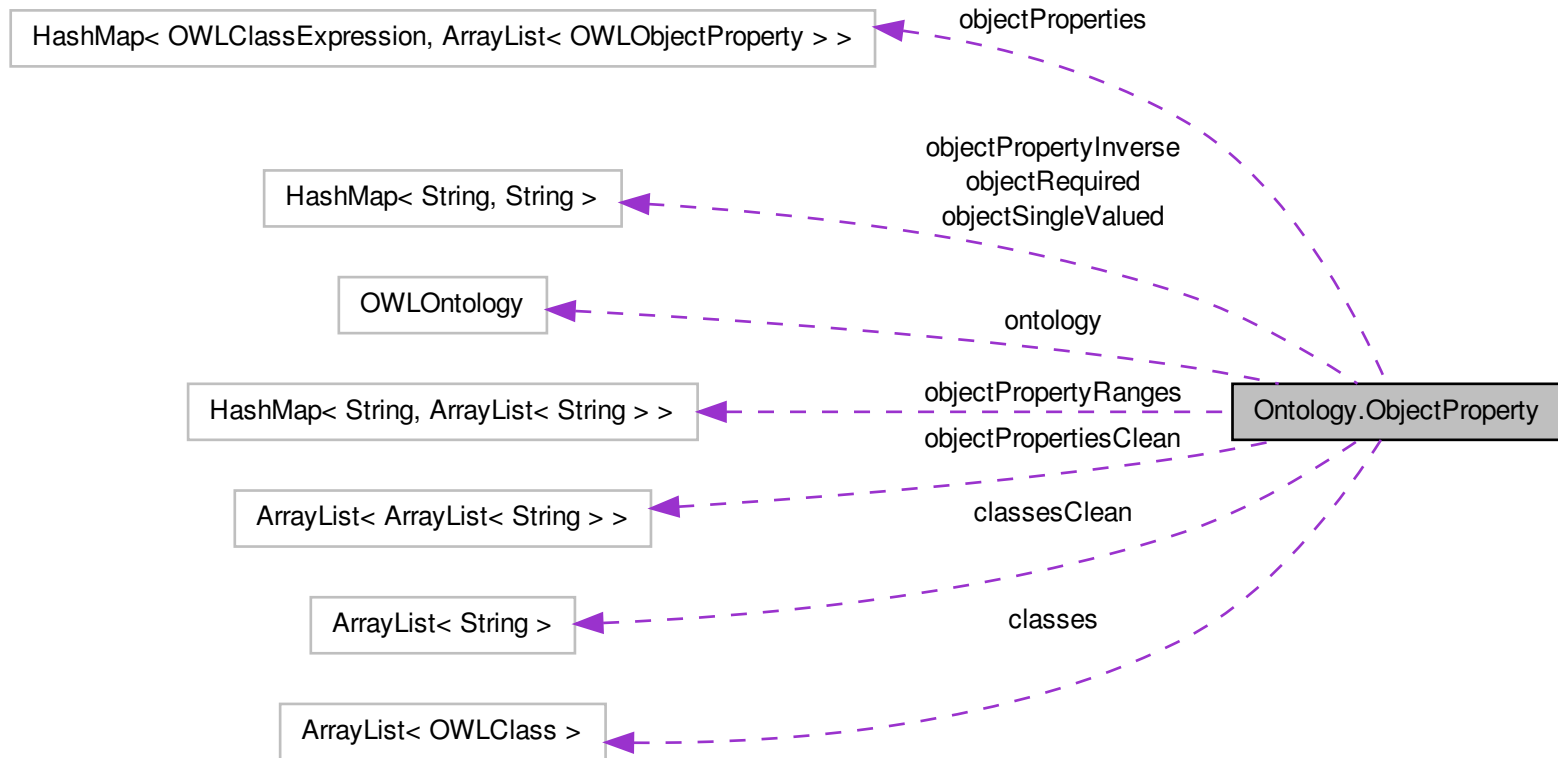 objectProperties
HashMap< OWLClassExpression, ArrayList< OWLObjectProperty > >
objectPropertyInverse
objectRequired
objectSingleValued
HashMap< String, String >
OWLOntology
ontology
objectPropertyRanges
HashMap< String, ArrayList< String > >
Ontology.ObjectProperty
objectPropertiesClean
ArrayList< ArrayList< String > >
classesClean
ArrayList< String >
classes
ArrayList< OWLClass >